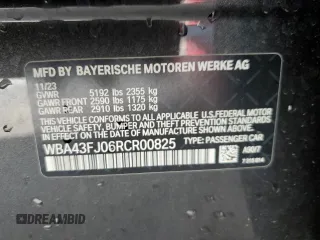 MFD BY BAYERISCHE MOTOREN WERKE AG
11/23
GVWR 5192 lbs 2355 kg
GAWR FRONT 2590 lbs 1175 kg
GAWR REAR 2910 lbs 1320 kg
THIS VEHICLE CONFORMS TO ALL APPLICABLE U.S. FEDERAL MOTOR
VEHICLE SAFETY, BUMPER, AND THEFT PREVENTION STANDARDS
IN EFFECT ON THE DATE OF MANUFACTURE SHOWN ABOVE.
WBA43FJ06RCR00825 TYPE: PASSENGER CAR